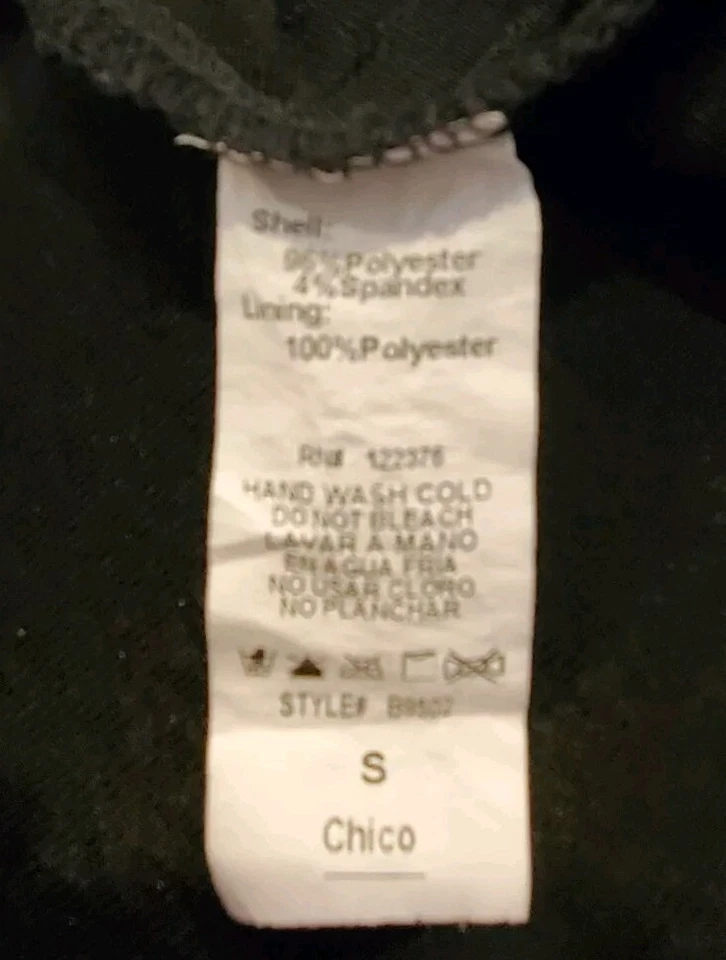 Shell:
96%Polyester
4%Spandex
Lining:
100%Polyester
RN# 122376
HAND WASH COLD
DO NOT BLEACH
LAVAR A MANO
EN AGUA FRIA
NO USAR CLORO
NO PLANCHAR
STYLE#
S
Chico